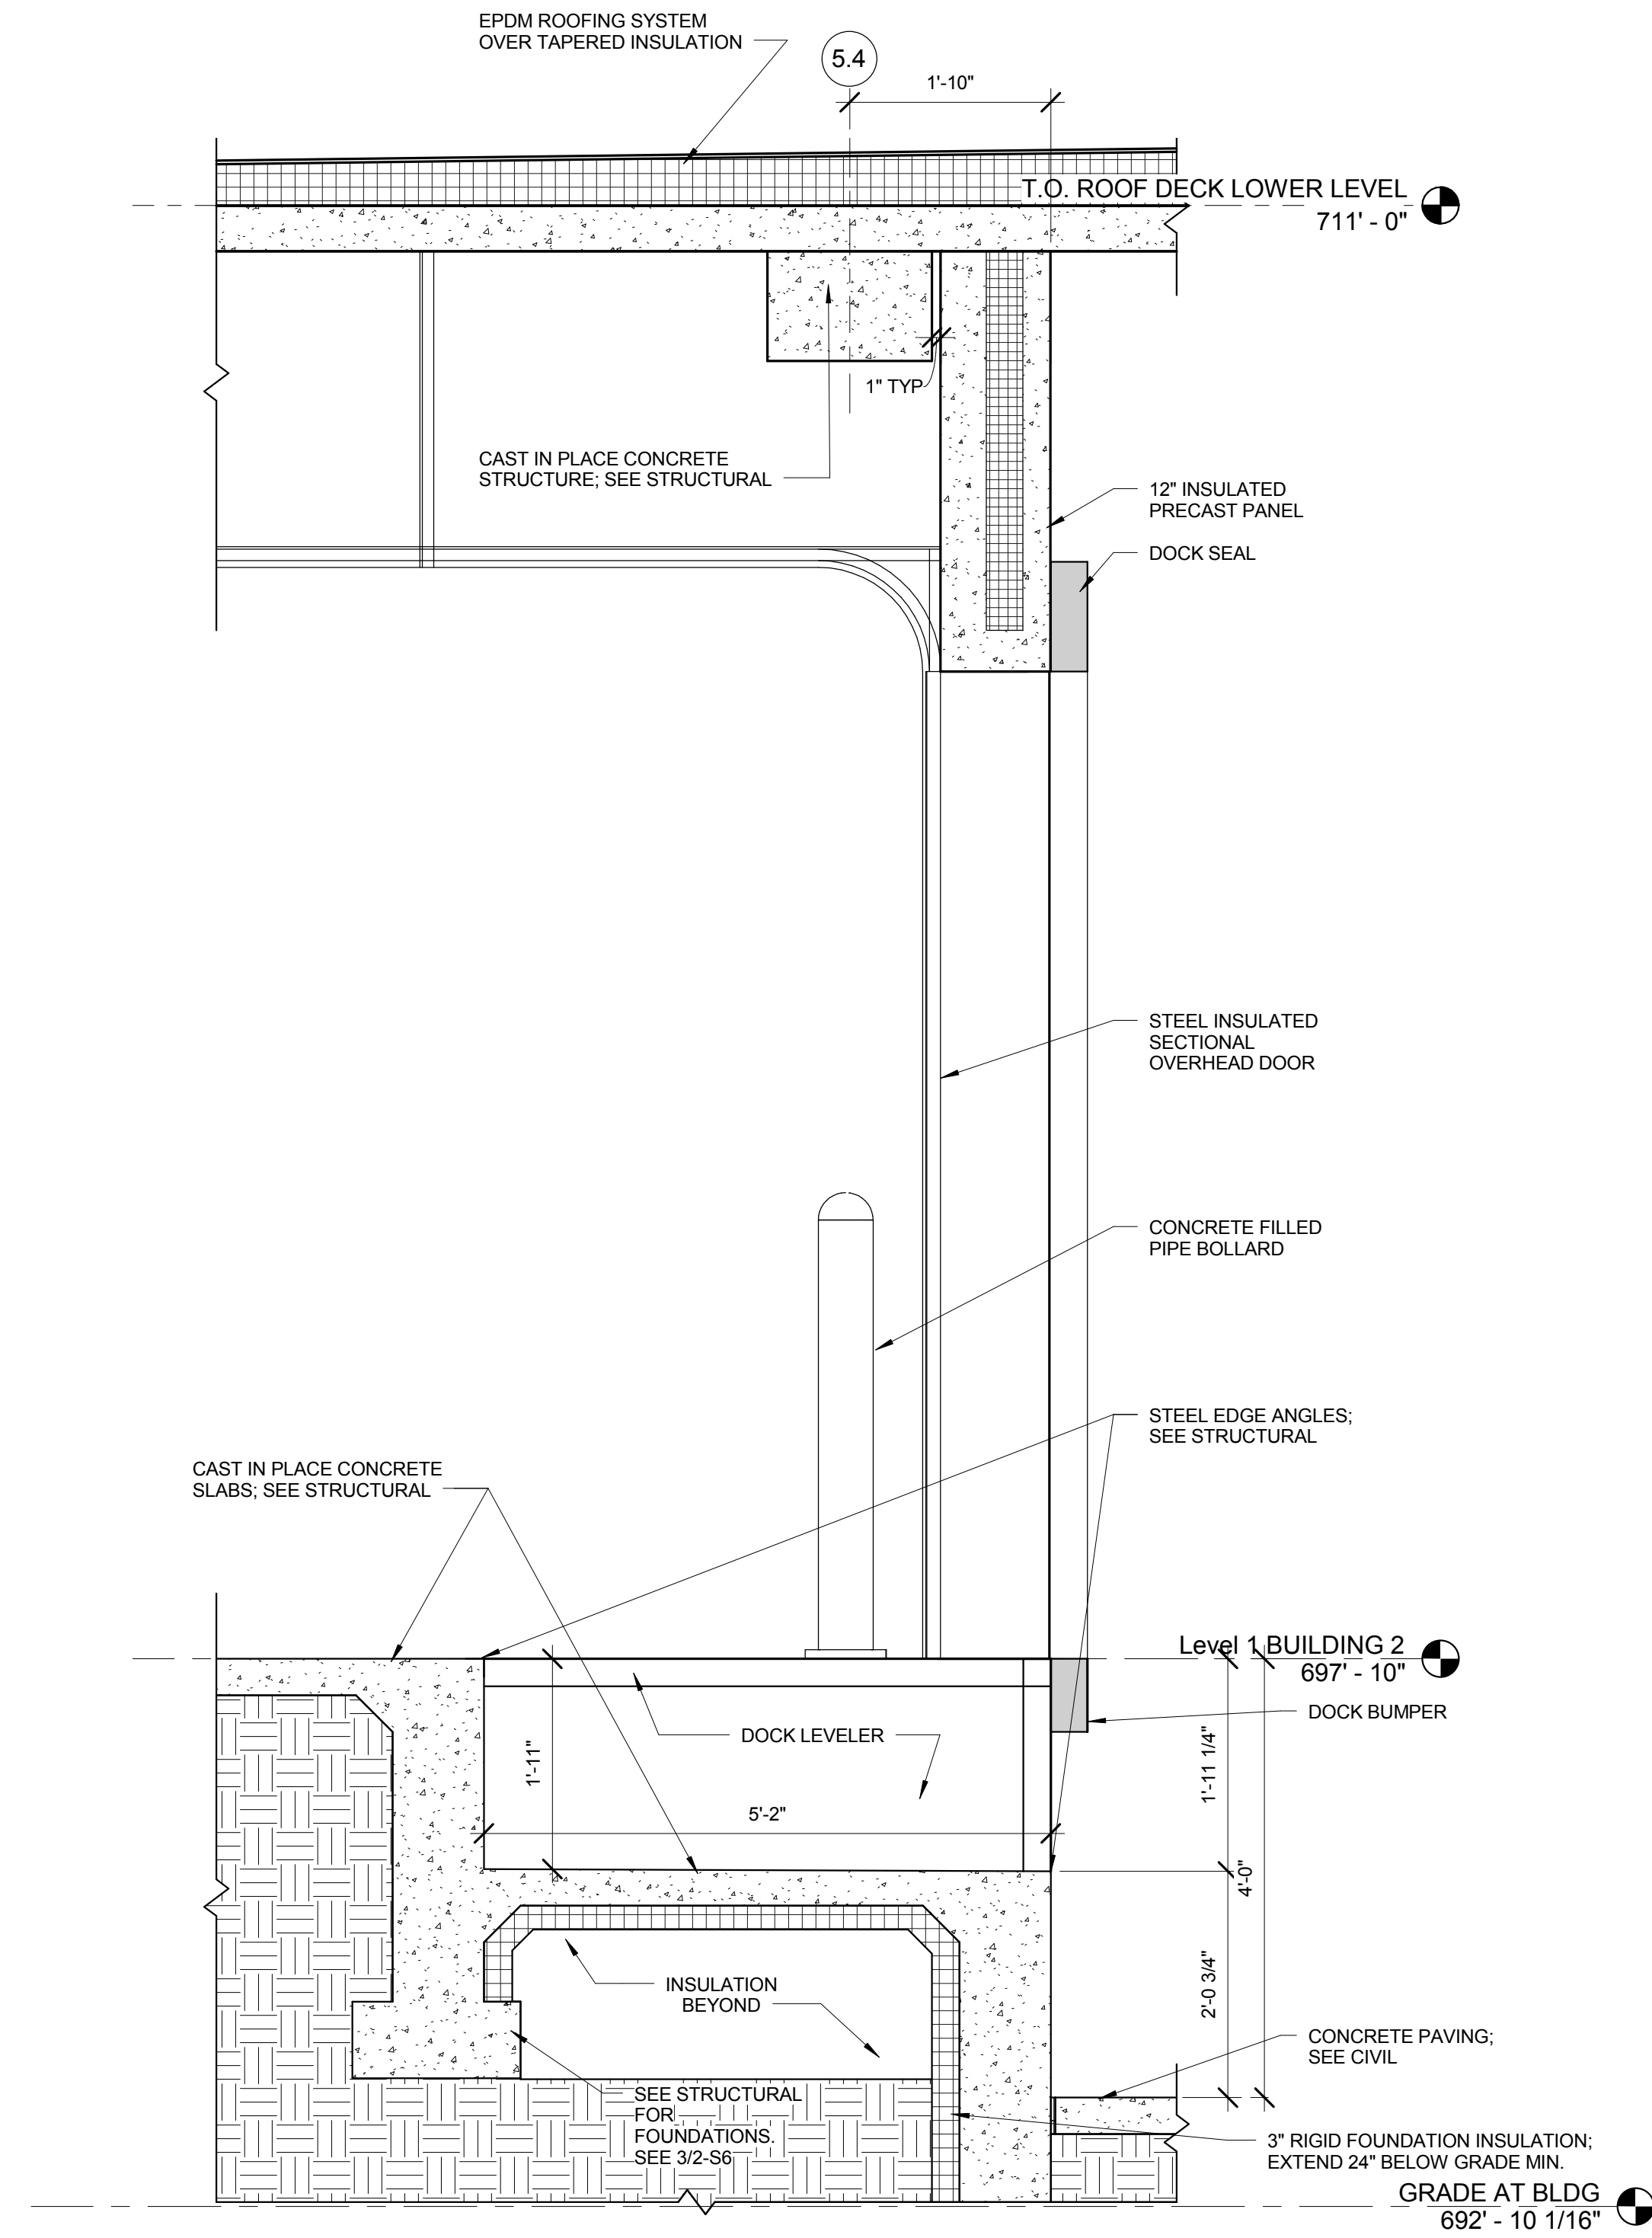 EPDM ROOFING SYSTEM
OVER TAPERED INSULATION
5.4
1'-10"
T.O. ROOF DECK LOWER LEVEL
711' - 0"
1" TYP
CAST IN PLACE CONCRETE
STRUCTURE; SEE STRUCTURAL
12" INSULATED
PRECAST PANEL
DOCK SEAL
STEEL INSULATED
SECTIONAL
OVERHEAD DOOR
CONCRETE FILLED
PIPE BOLLARD
STEEL EDGE ANGLES;
SEE STRUCTURAL
CAST IN PLACE CONCRETE
SLABS; SEE STRUCTURAL
Level 1 BUILDING 2
697' - 10"
DOCK BUMPER
DOCK LEVELER
1'-11"
5'-2"
1'-11 1/4"
4'-0"
2'-0 3/4"
INSULATION
BEYOND
CONCRETE PAVING;
SEE CIVIL
SEE STRUCTURAL
FOR
FOUNDATIONS.
SEE 3/2-S6
3" RIGID FOUNDATION INSULATION;
EXTEND 24" BELOW GRADE MIN.
GRADE AT BLDG
692' - 10 1/16"